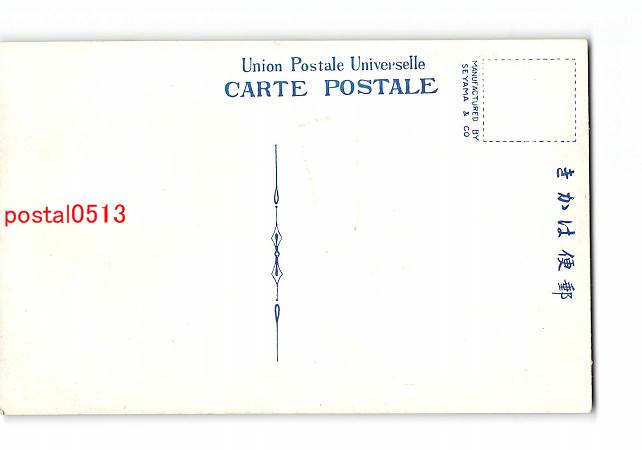 Union Postale Universelle
CARTE POSTALE
MANUFACTURED BY
SEYAMA & CO
きかは便郵
postal0513